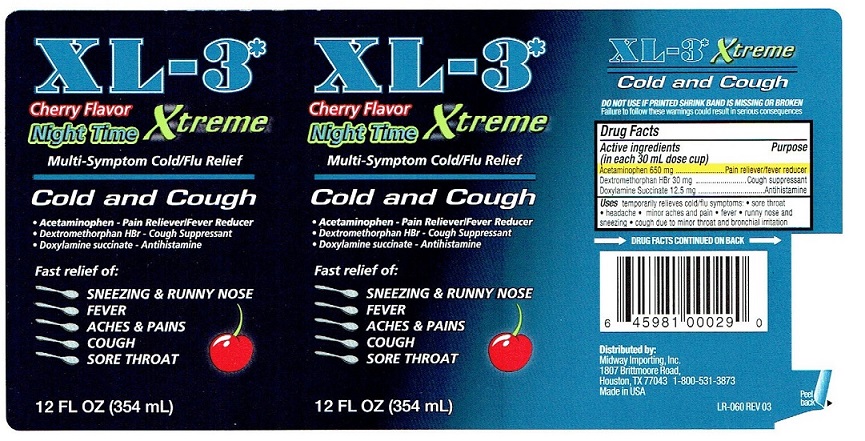 XL-3*
Cherry Flavor
Night Time Xtreme
Multi-Symptom Cold/Flu Relief
Cold and Cough
• Acetaminophen - Pain Reliever/Fever Reducer
• Dextromethorphan HBr - Cough Suppressant
• Doxylamine succinate - Antihistamine
Fast relief of:
SNEEZING & RUNNY NOSE
FEVER
ACHES & PAINS
COUGH
SORE THROAT
12 FL OZ (354 mL)
XL-3*
Cherry Flavor
Night Time Xtreme
Multi-Symptom Cold/Flu Relief
Cold and Cough
• Acetaminophen - Pain Reliever/Fever Reducer
• Dextromethorphan HBr - Cough Suppressant
• Doxylamine succinate - Antihistamine
Fast relief of:
SNEEZING & RUNNY NOSE
FEVER
ACHES & PAINS
COUGH
SORE THROAT
12 FL OZ (354 mL)
XL-3* Xtreme
Cold and Cough
DO NOT USE IF PRINTED SHRINK BAND IS MISSING OR BROKEN
Failure to follow these warnings could result in serious consequences
Drug Facts
Active ingredients Purpose
(in each 30 mL dose cup)
Acetaminophen 650 mg ..................Pain reliever/fever reducer
Dextromethorphan HBr 30 mg ..................Cough suppressant
Doxylamine Succinate 12.5 mg ..................Antihistamine
Uses temporarily relieves cold/flu symptoms: • sore throat
• headache • minor aches and pain • fever • runny nose and
sneezing • cough due to minor throat and bronchial irritation
DRUG FACTS CONTINUED ON BACK
6 45981 00029 0
Distributed by:
Midway Importing, Inc.
1807 Brittmoore Road,
Houston, TX 77043 1-800-531-3873
Made in USA
LR-060 REV 03
Peel
back